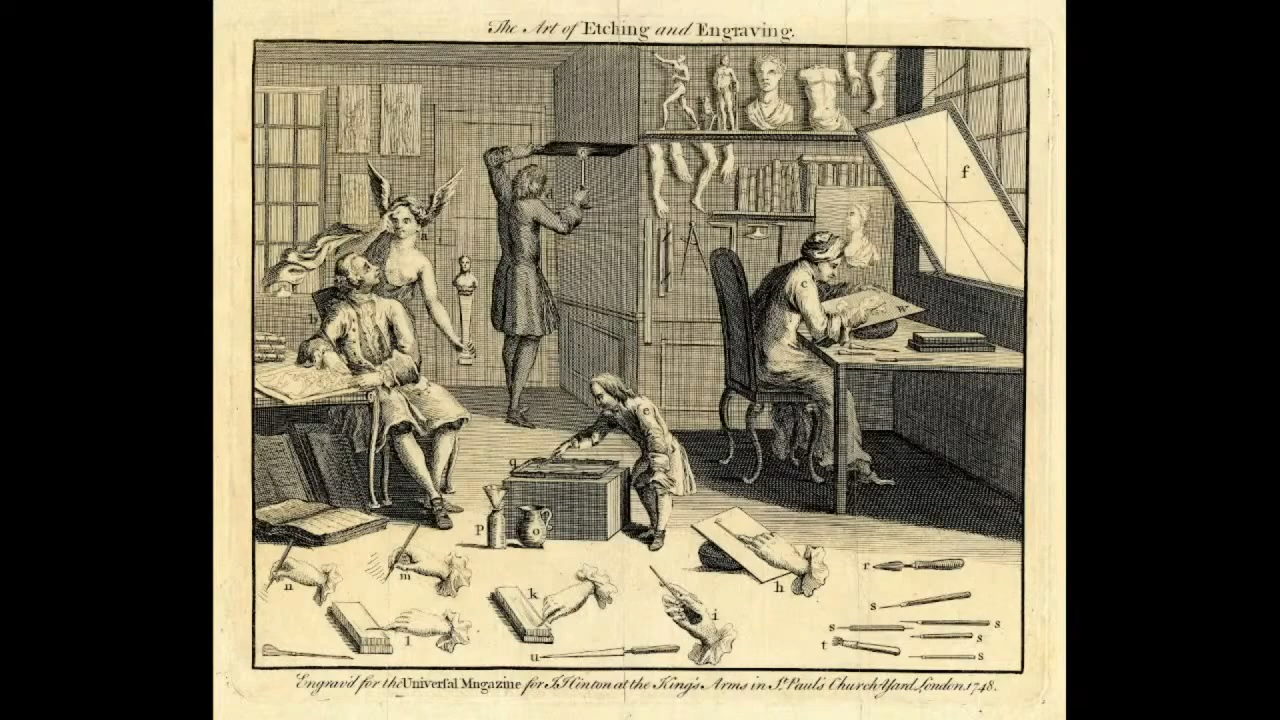 The Art of Etching and Engraving.
f
a
c
b
w
e
q
P
o
n
m
h
r
k
s
i
s
s
l
s
t
u
s
Engrav'd for the Universal Magazine for J. Hinton at the King's Arms in St. Paul's Church Yard London 1748.